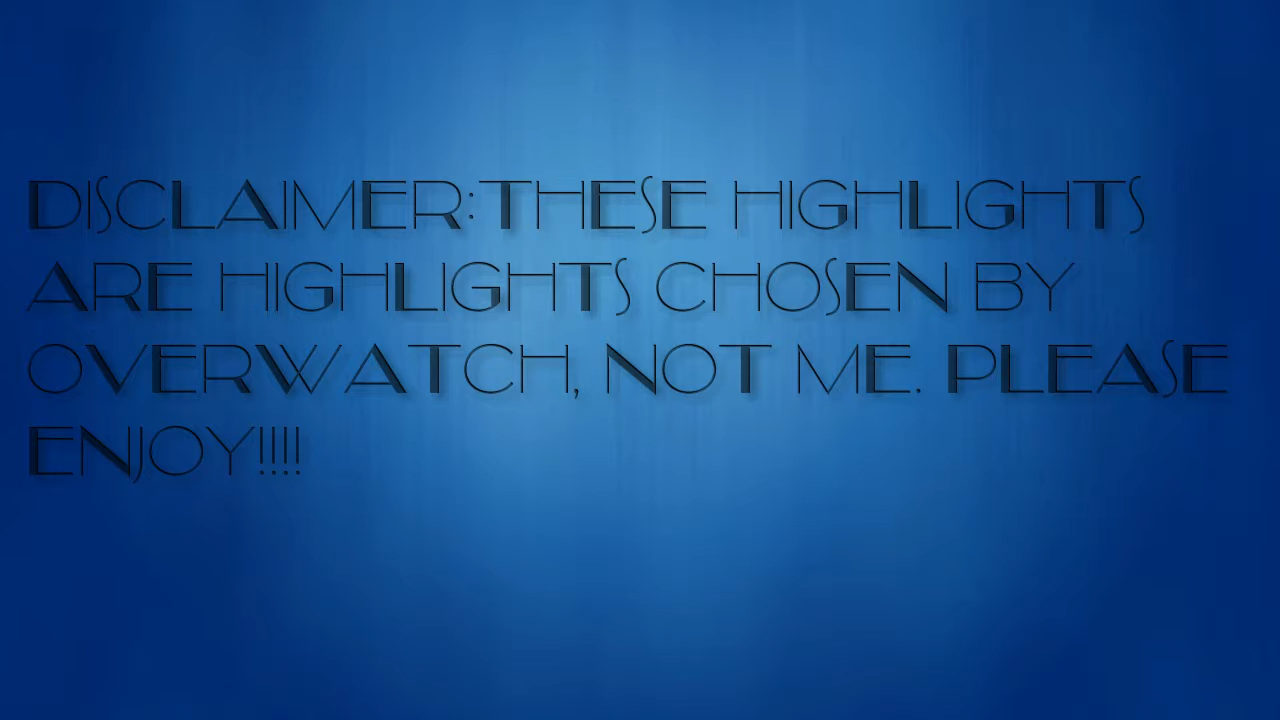 DISCLAIMER:THESE HIGHLIGHTS
ARE HIGHLIGHTS CHOSEN BY
OVERWATCH, NOT ME. PLEASE
ENJOY!!!!